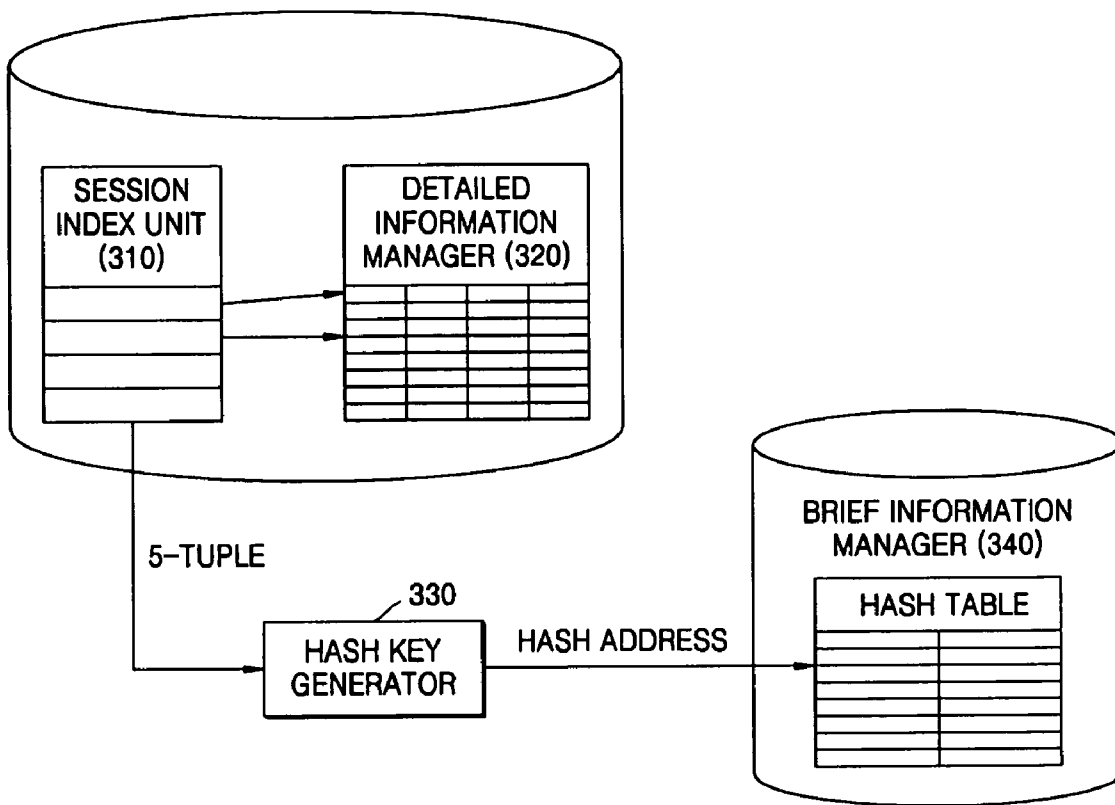 SESSION
INDEX UNIT
(310)
DETAILED
INFORMATION
MANAGER (320)
5-TUPLE
330
HASH KEY
GENERATOR
HASH ADDRESS
BRIEF INFORMATION
MANAGER (340)
HASH TABLE